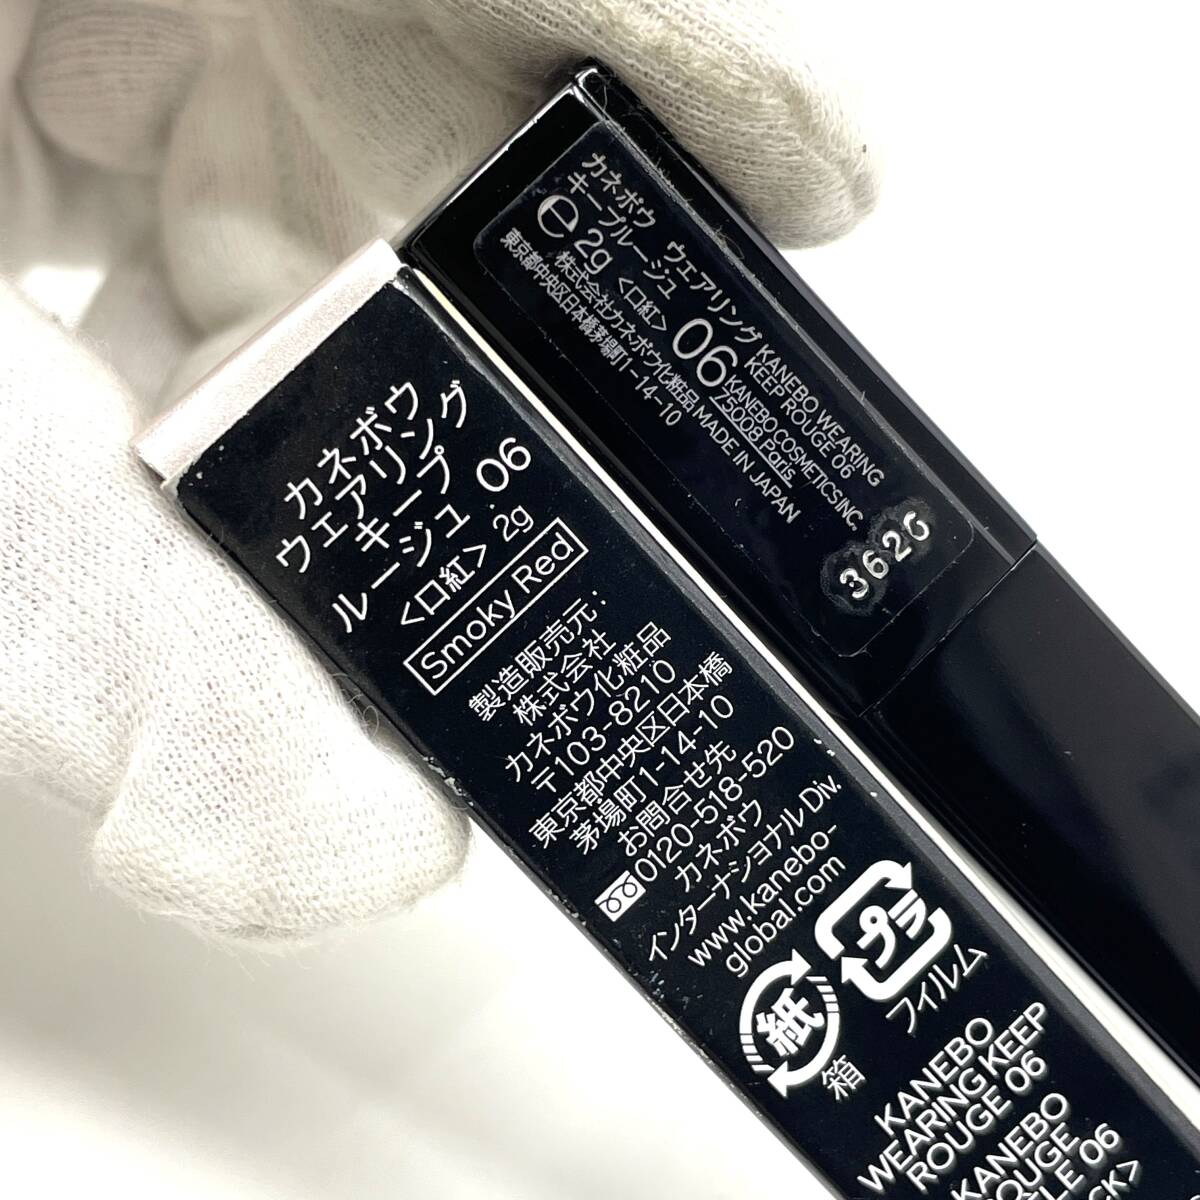 カネボウ ウェアリング
キープルージュ
℮2g 〈口紅〉 06
株式会社カネボウ化粧品
東京都中央区日本橋茅場町1-14-10
KANEBO WEARING
KEEP ROUGE 06
KANEBO COSMETICS INC.
75008 Paris
MADE IN JAPAN
カネボウ
ウェアリング
キープ
ルージュ 06
〈口紅〉 2g
Smoky Red
製造販売元:
株式会社
カネボウ化粧品
〒103-8210
東京都中央区日本橋
茅場町1-14-10
お問合せ先
0120-518-520
カネボウ
インターナショナルDiv.
www.kanebo-
global.com
プラ
フィルム
紙
箱
KANEBO
WEARING KEEP
ROUGE 06
KANEBO